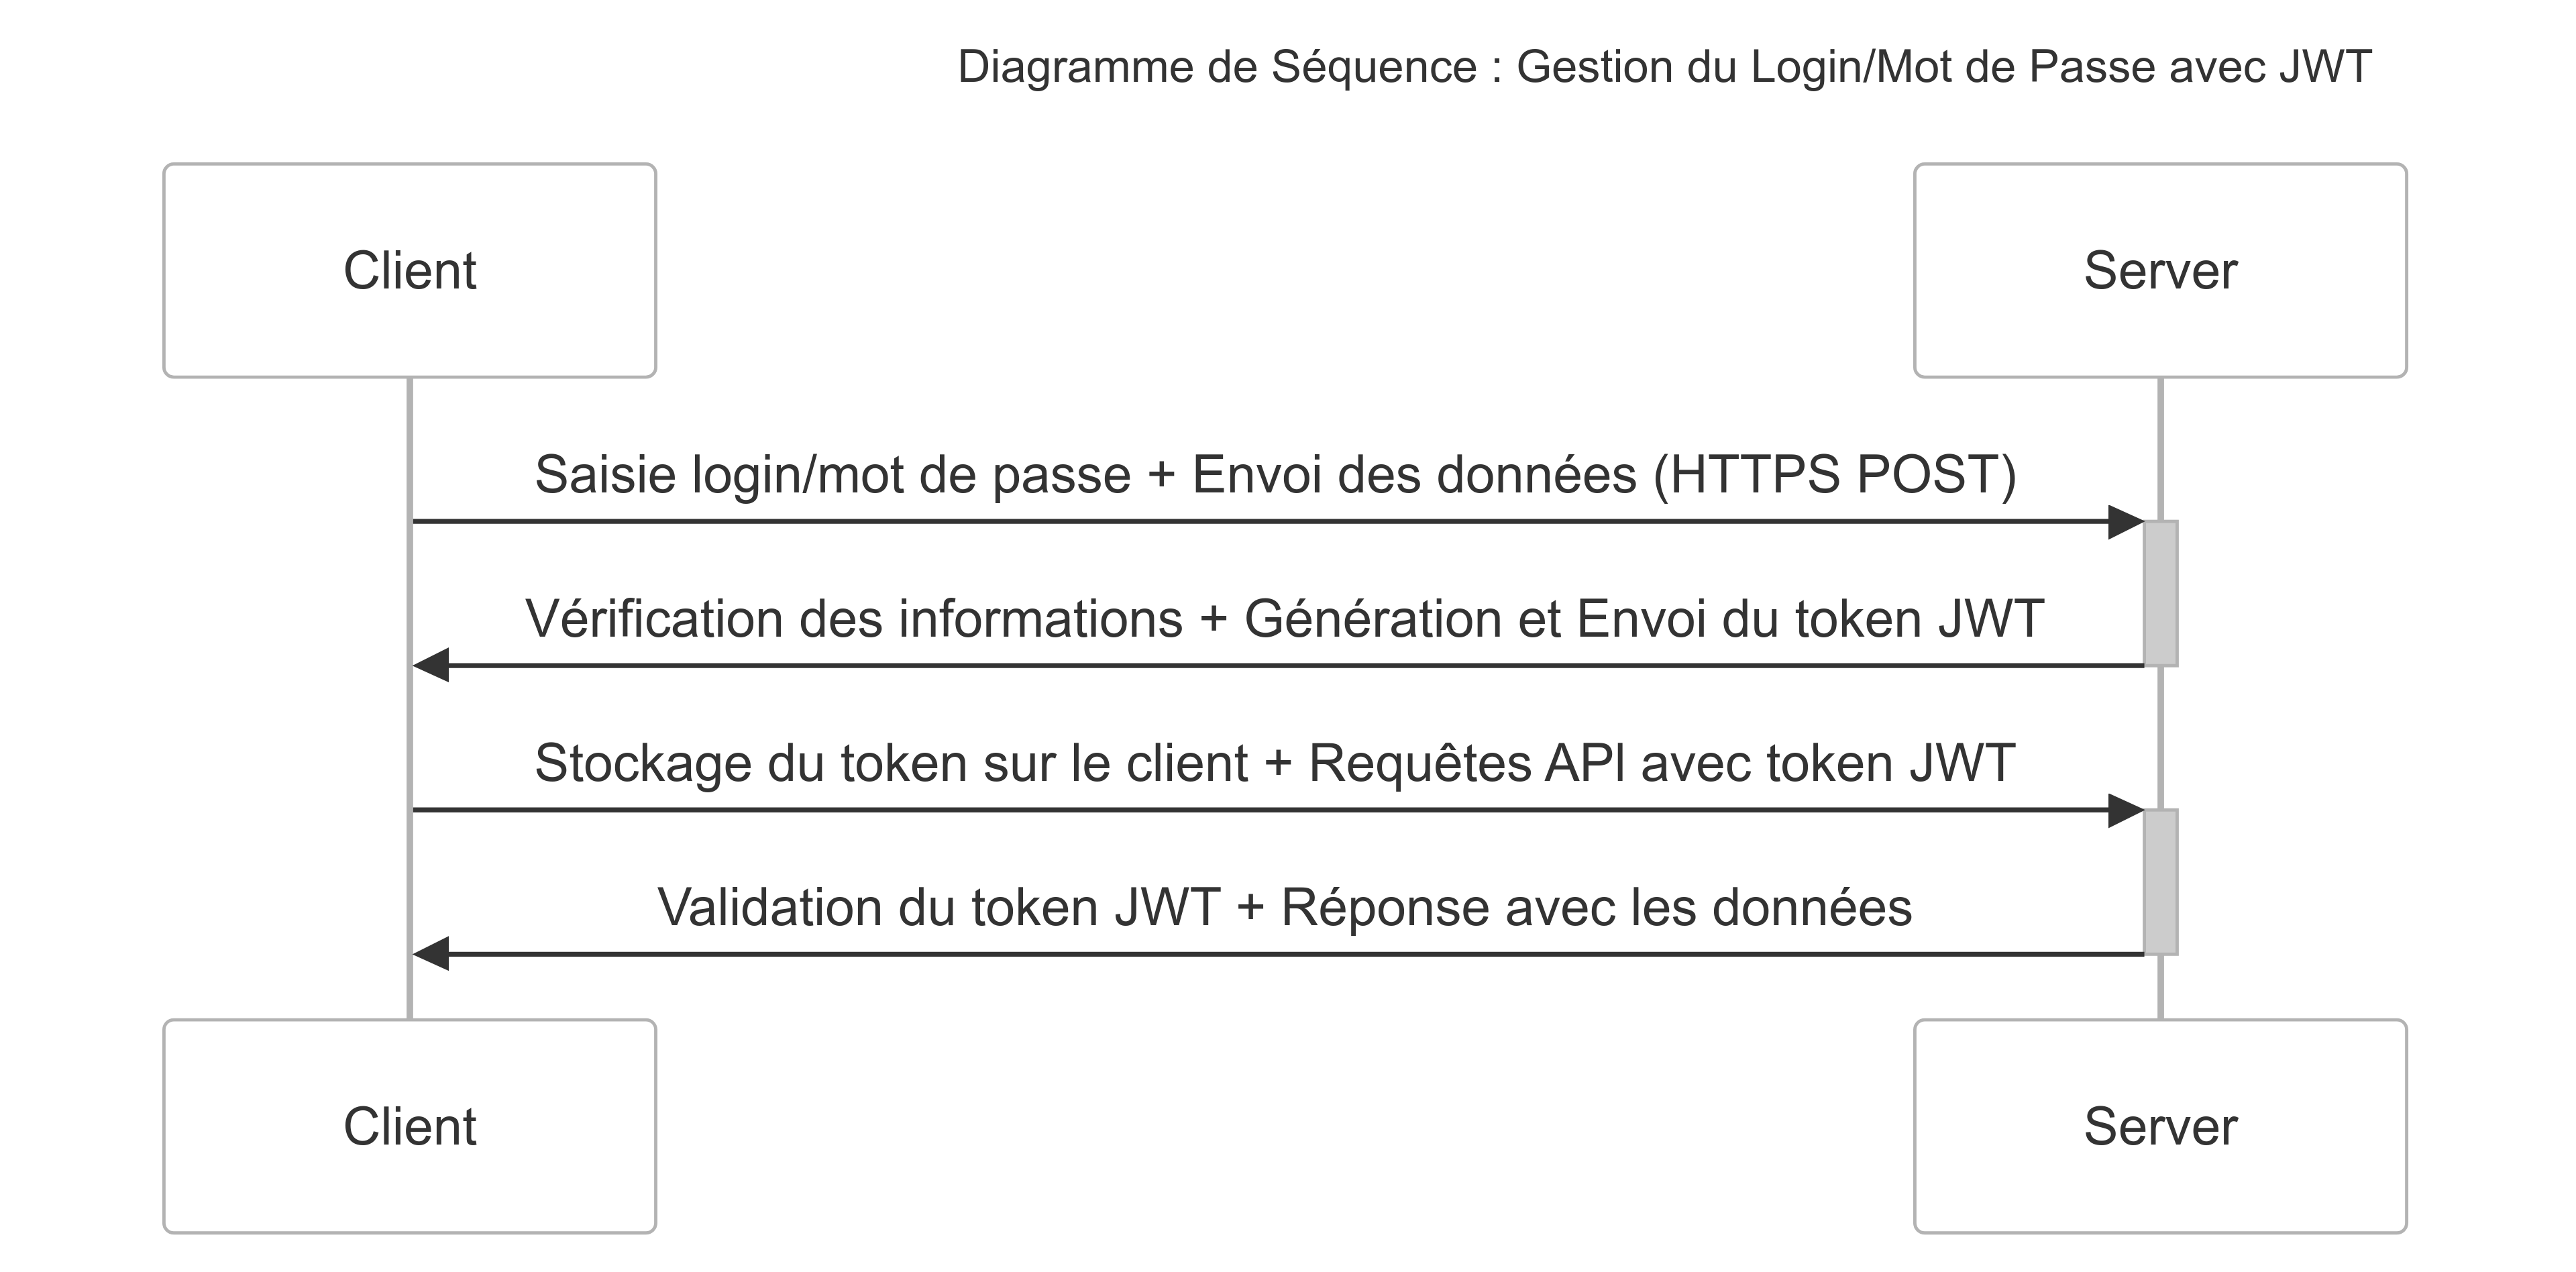 Diagramme de Séquence : Gestion du Login/Mot de Passe avec JWT
Client
Server
Saisie login/mot de passe + Envoi des données (HTTPS POST)
Vérification des informations + Génération et Envoi du token JWT
Stockage du token sur le client + Requêtes API avec token JWT
Validation du token JWT + Réponse avec les données
Client
Server